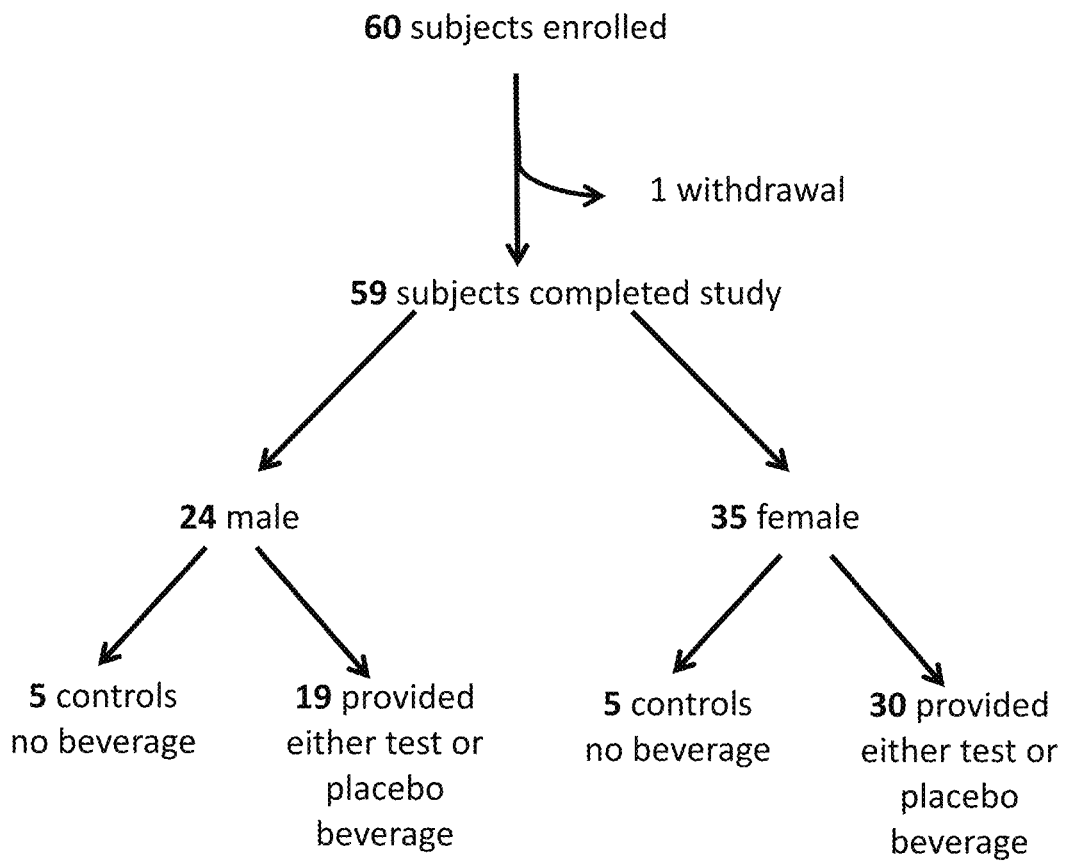 60 subjects enrolled
1 withdrawal
59 subjects completed study
24 male
35 female
5 controls
no beverage
19 provided
either test or
placebo
beverage
5 controls
no beverage
30 provided
either test or
placebo
beverage